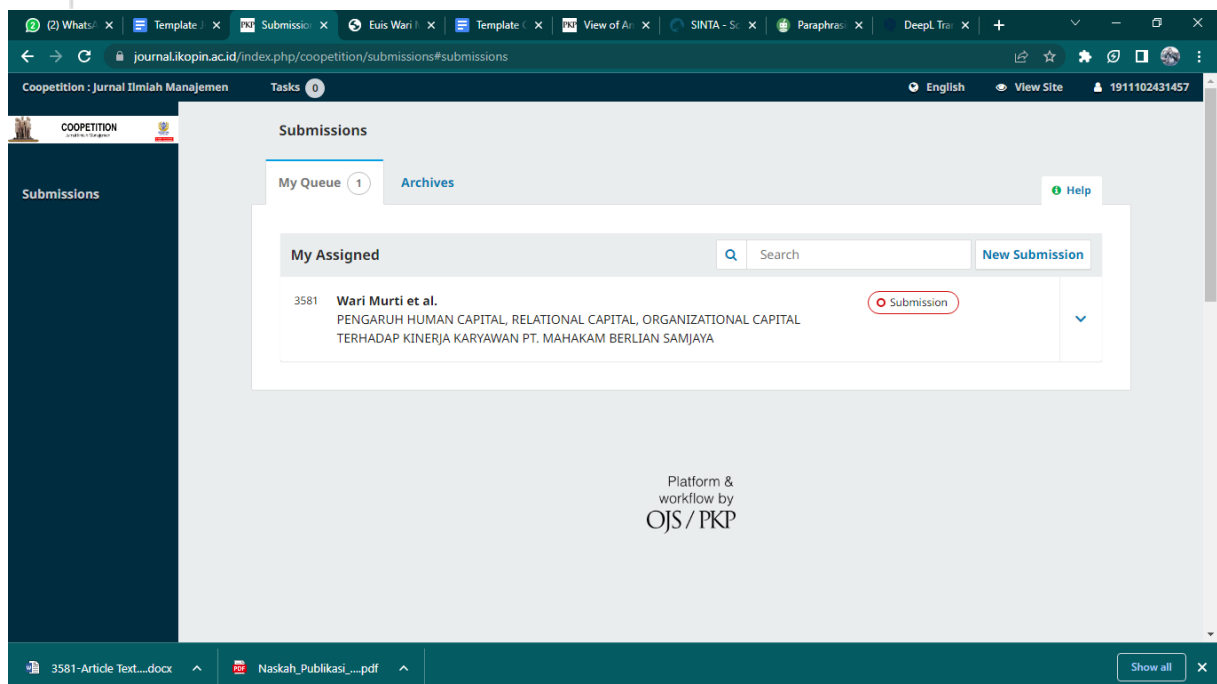 (2) WhatsA
Template J
Submission
Euis Wari
Template
View of An
SINTA - Sc
Paraphras
DeepL Tra
journal.ikopin.ac.id/index.php/coopetition/submissions#submissions
Coopetition : Jurnal Ilmiah Manajemen
Tasks 0
English
View Site
1911102431457
COOPETITION
Submissions
Submissions
My Queue 1
Archives
Help
My Assigned
Search
New Submission
3581
Wari Murti et al.
Submission
PENGARUH HUMAN CAPITAL, RELATIONAL CAPITAL, ORGANIZATIONAL CAPITAL
TERHADAP KINERJA KARYAWAN PT. MAHAKAM BERLIAN SAMJAYA
Platform &
workflow by
OJS / PKP
3581-Article Text....docx
Naskah_Publikasi_....pdf
Show all